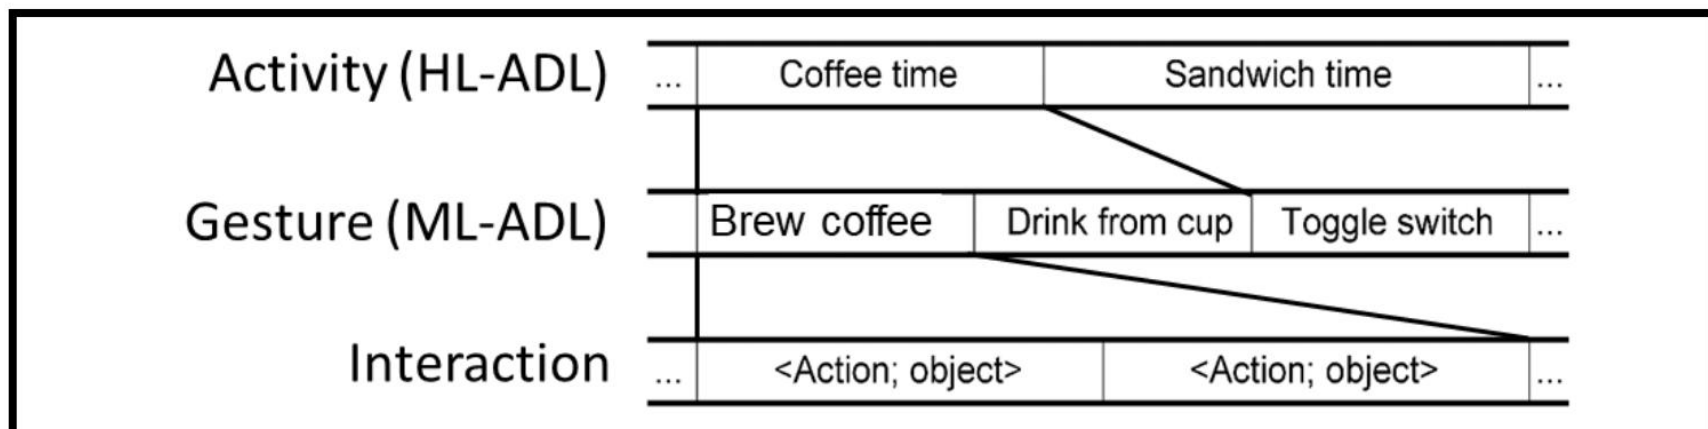 Activity (HL-ADL) ... Coffee time Sandwich time ...
Gesture (ML-ADL) Brew coffee Drink from cup Toggle switch ...
Interaction ... <Action; object> <Action; object> ...